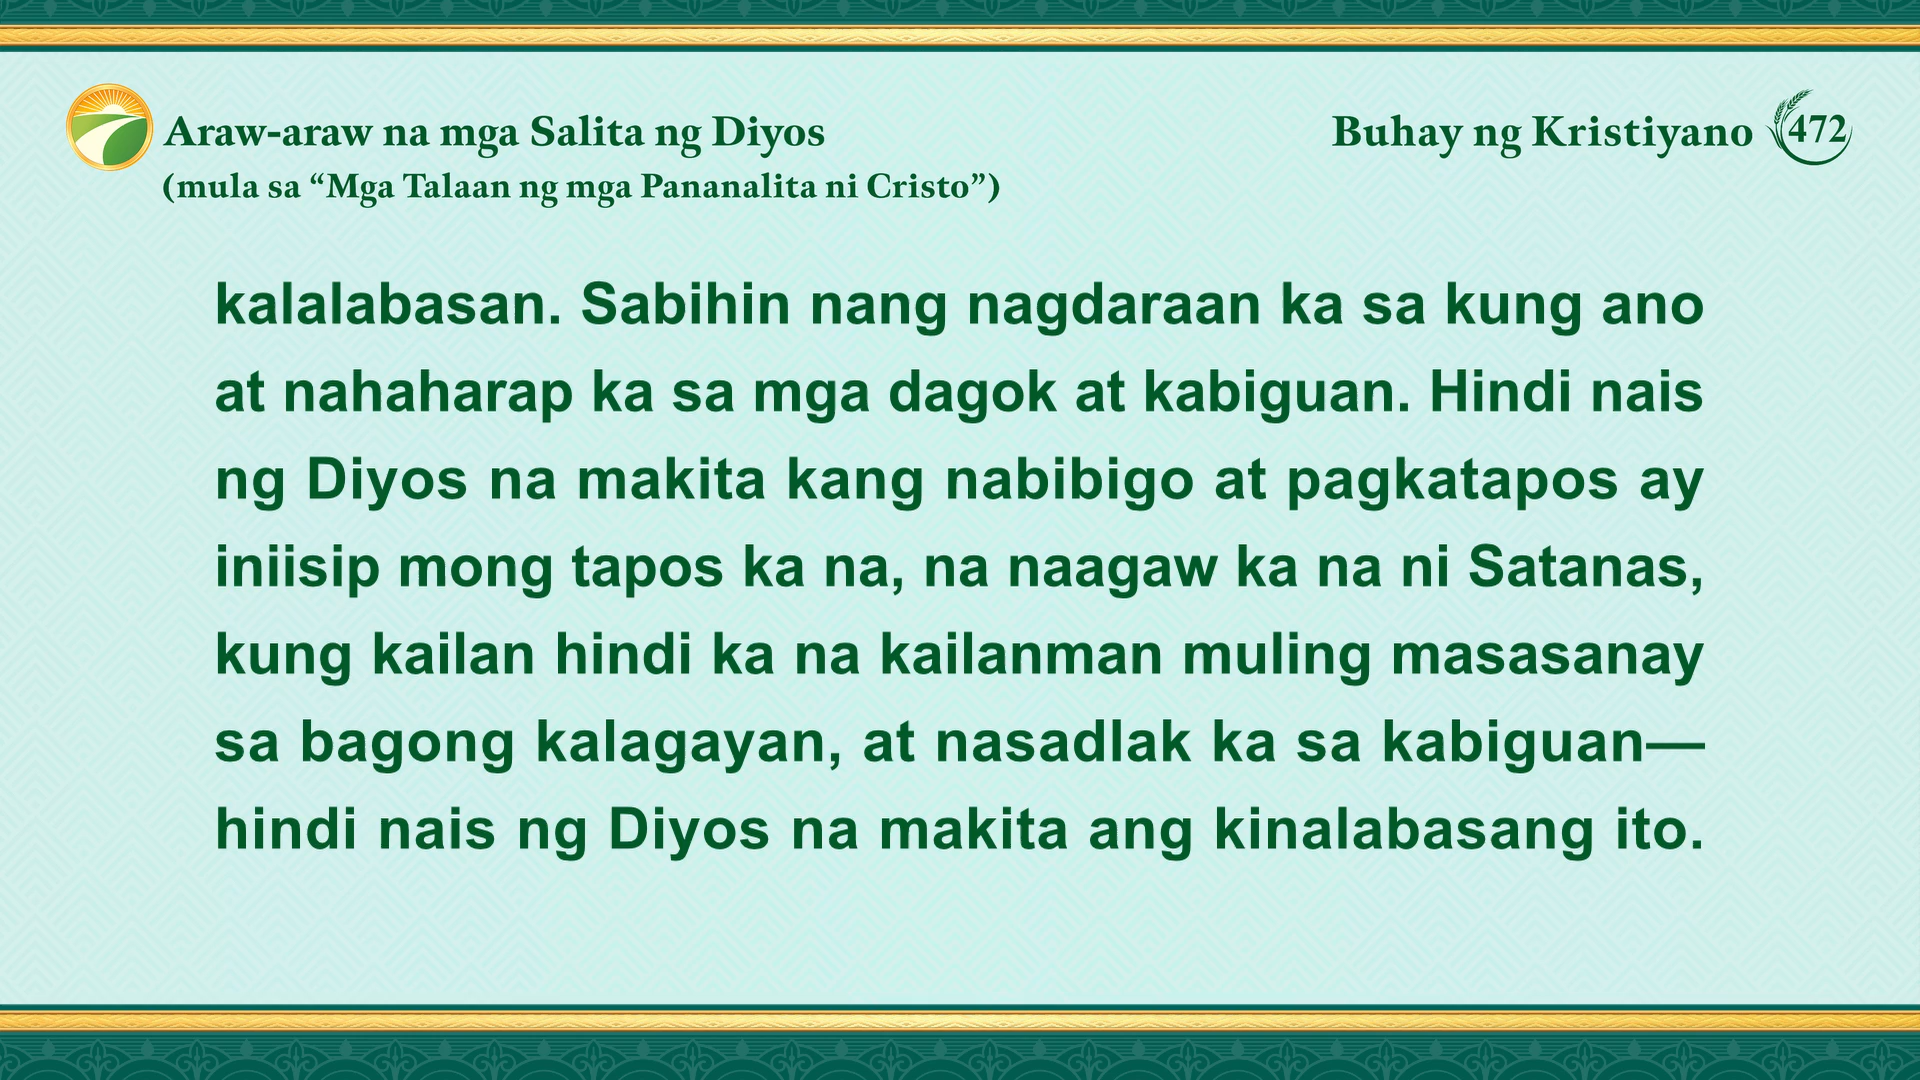 Araw-araw na mga Salita ng Diyos
(mula sa “Mga Talaan ng mga Pananalita ni Cristo”)
Buhay ng Kristiyano 472
kalalabasan. Sabihin nang nagdaraan ka sa kung ano
at nahaharap ka sa mga dagok at kabiguan. Hindi nais
ng Diyos na makita kang nabibigo at pagkatapos ay
iniisip mong tapos ka na, na naagaw ka na ni Satanas,
kung kailan hindi ka na kailanman muling masasanay
sa bagong kalagayan, at nasadlak ka sa kabiguan—
hindi nais ng Diyos na makita ang kinalabasang ito.